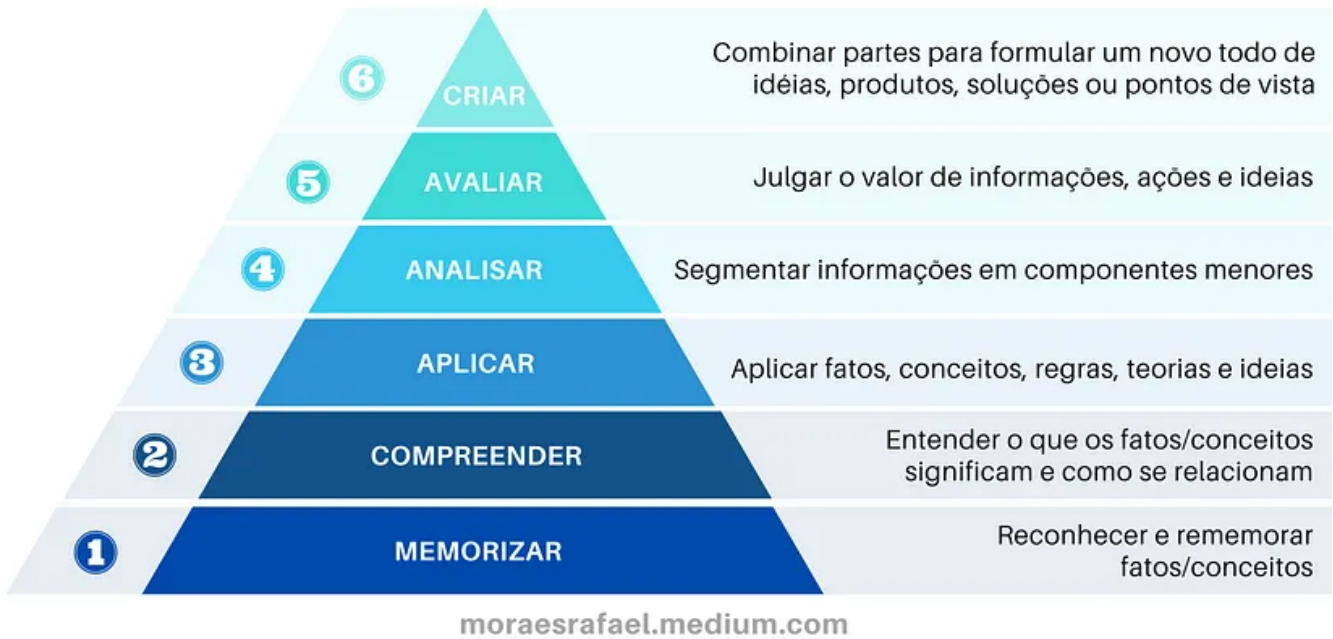 6
CRIAR
Combinar partes para formular um novo todo de
idéias, produtos, soluções ou pontos de vista
5
AVALIAR
Julgar o valor de informações, ações e ideias
4
ANALISAR
Segmentar informações em componentes menores
3
APLICAR
Aplicar fatos, conceitos, regras, teorias e ideias
2
COMPREENDER
Entender o que os fatos/conceitos
significam e como se relacionam
1
MEMORIZAR
Reconhecer e rememorar
fatos/conceitos
moraesrafael.medium.com